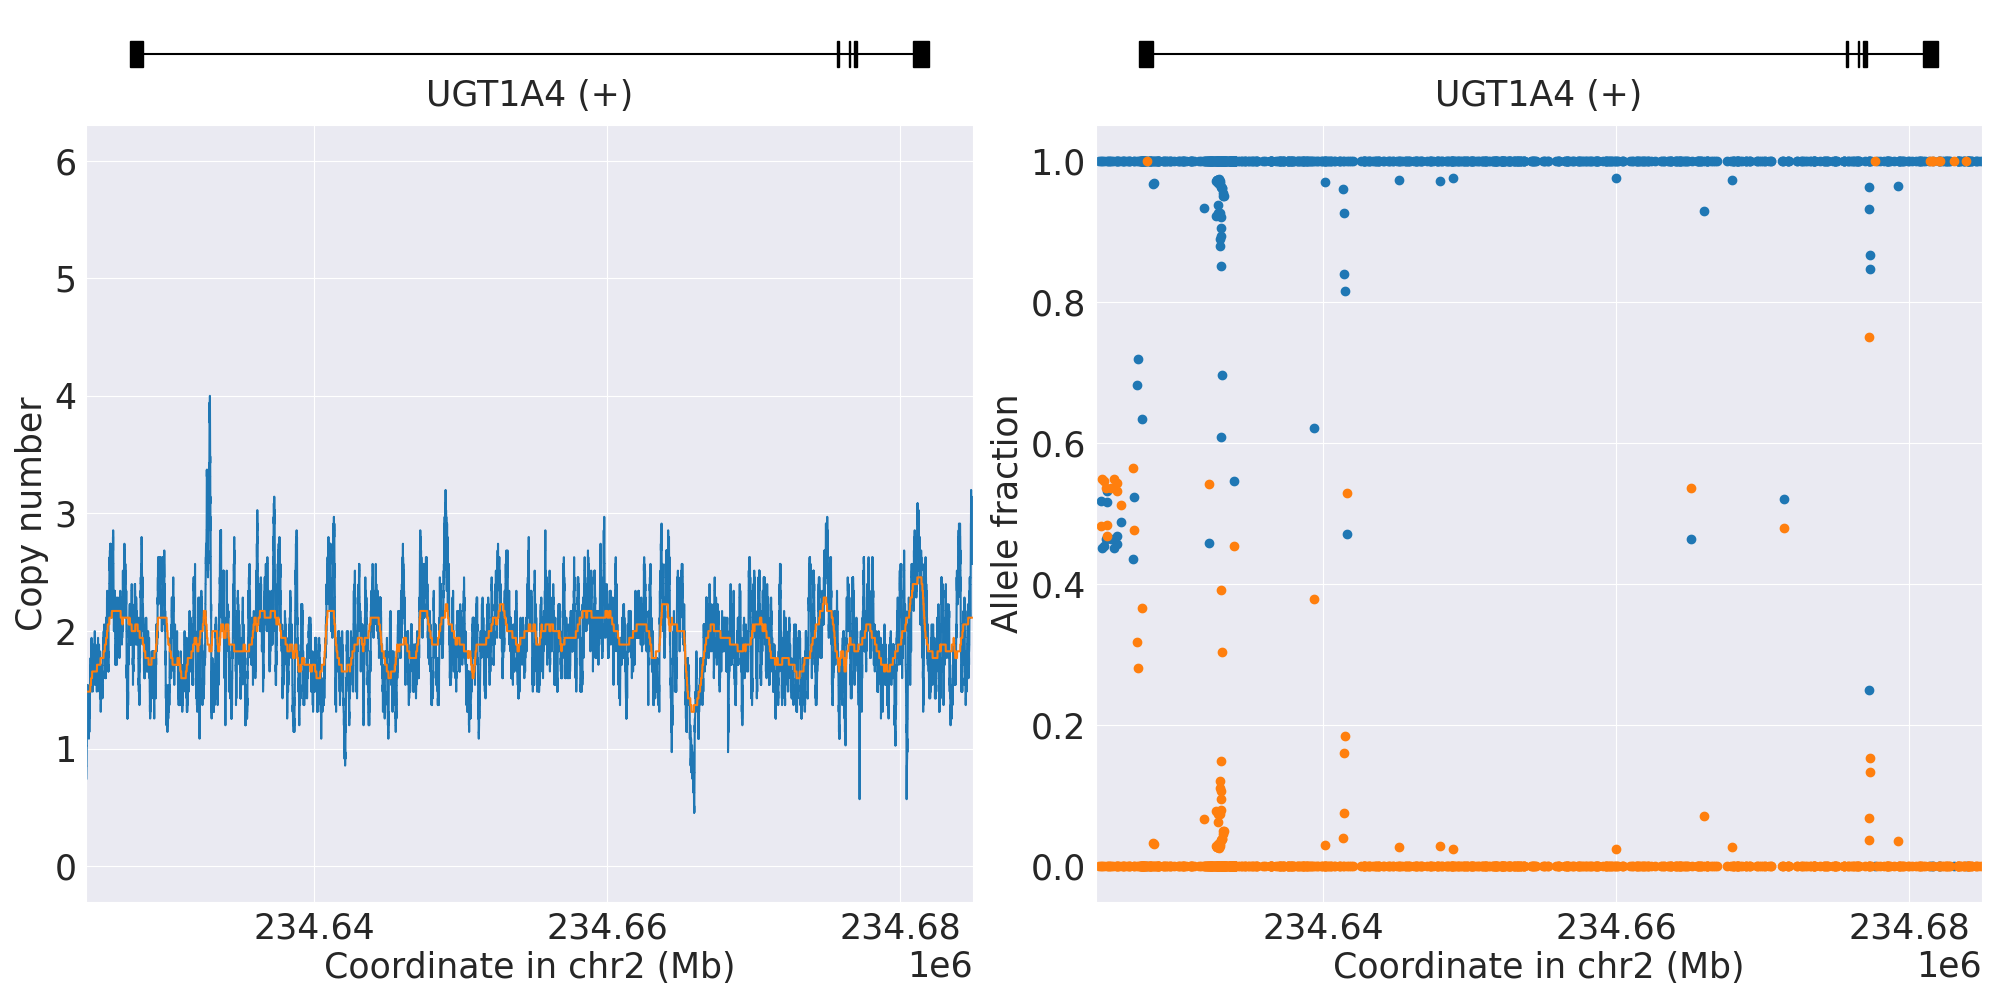 UGT1A4 (+)
Copy number
6
5
4
3
2
1
0
234.64 234.66 234.68
Coordinate in chr2 (Mb)
1e6
UGT1A4 (+)
Allele fraction
1.0
0.8
0.6
0.4
0.2
0.0
234.64 234.66 234.68
Coordinate in chr2 (Mb)
1e6